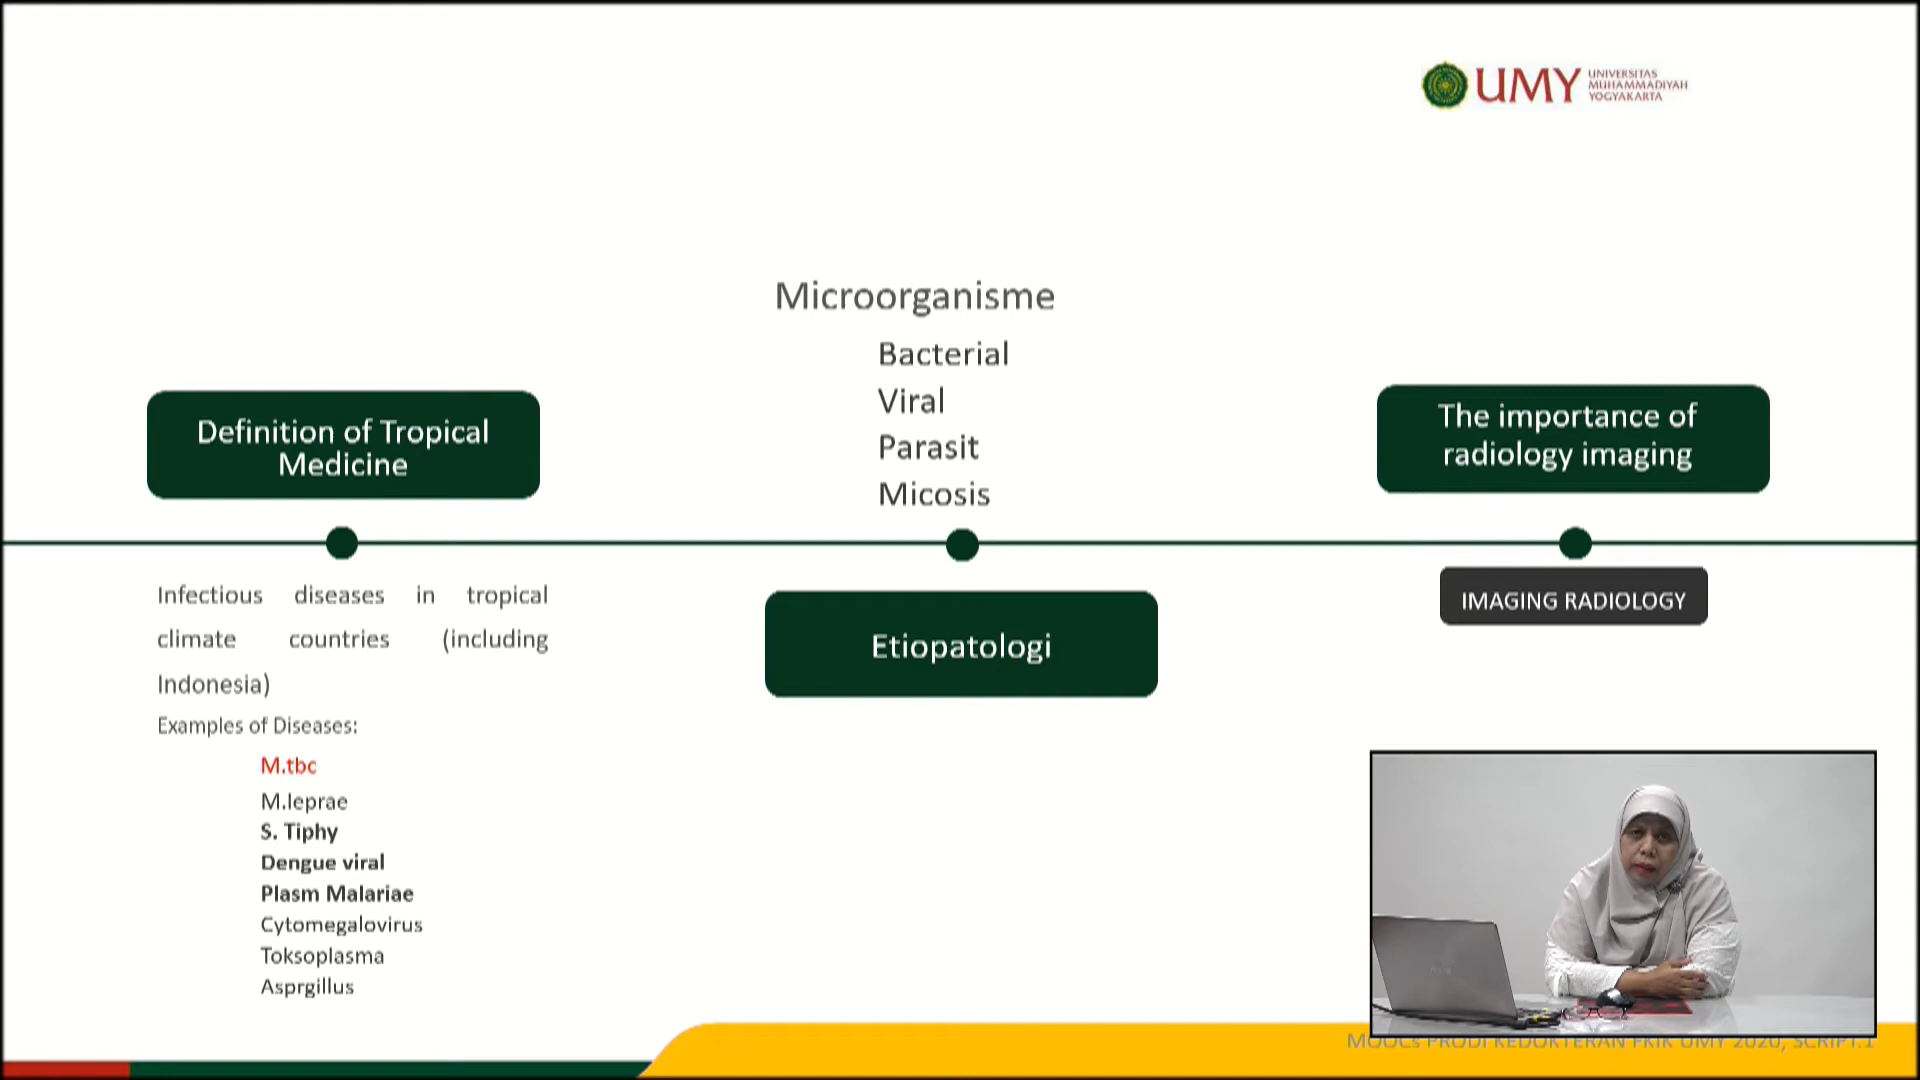 UMY UNIVERSITAS
MUHAMMADIYAH
YOGYAKARTA
Definition of Tropical
Medicine
Infectious diseases in tropical
climate countries (including
Indonesia)
Examples of Diseases:
M.tbc
M.leprae
S. Tiphy
Dengue viral
Plasm Malariae
Cytomegalovirus
Toksoplasma
Asprgillus
Microorganisme
Bacterial
Viral
Parasit
Micosis
Etiopatologi
The importance of
radiology imaging
IMAGING RADIOLOGY
MOOCs PRODI KEDOKTERAN FKIK UMY 2020, SCRIPT.1